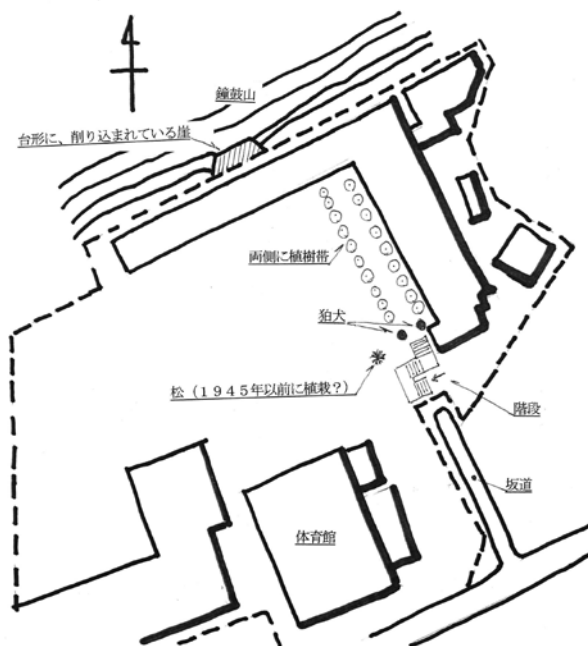 鐘鼓山
台形に、削り込まれている崖
両側に植樹帯
狛犬
松（１９４５年以前に植栽？）
階段
坂道
体育館